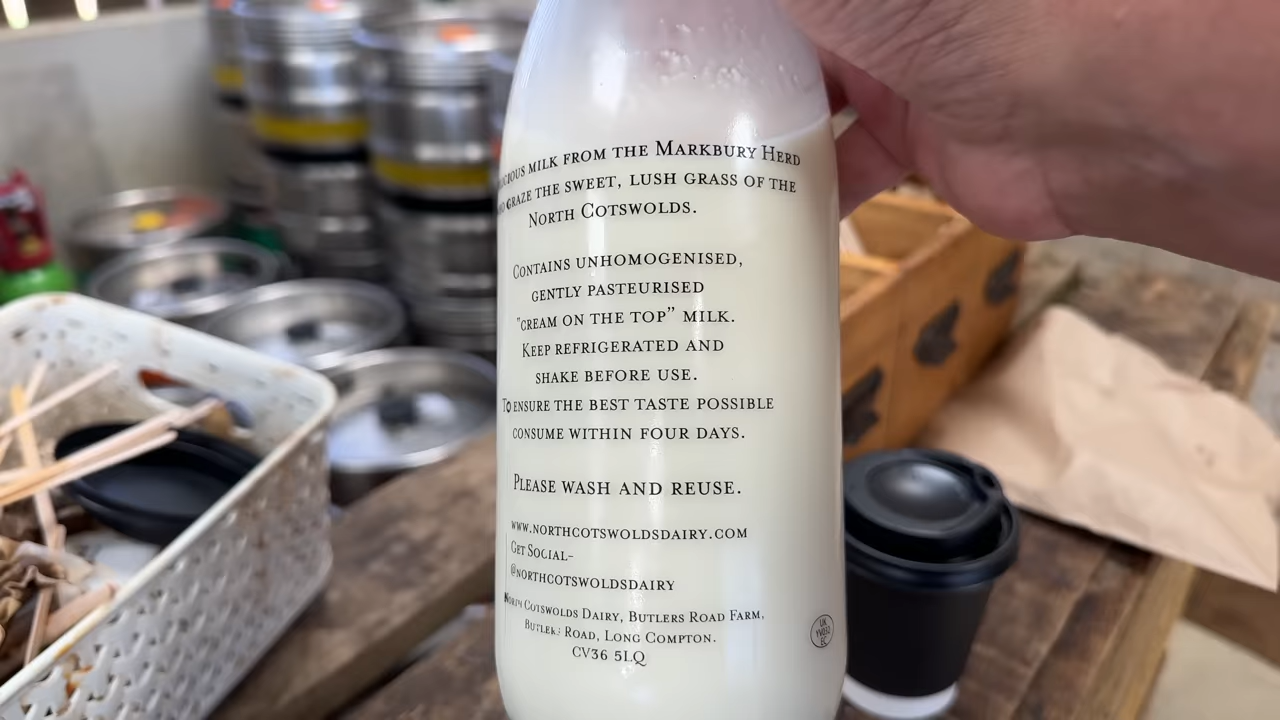 MILK FROM THE MARKBURY HERD
GRAZE THE SWEET, LUSH GRASS OF THE
NORTH COTSWOLDS.
CONTAINS UNHOMOGENISED,
GENTLY PASTEURISED
"CREAM ON THE TOP" MILK.
KEEP REFRIGERATED AND
SHAKE BEFORE USE.
TO ENSURE THE BEST TASTE POSSIBLE
CONSUME WITHIN FOUR DAYS.
PLEASE WASH AND REUSE.
WWW.NORTHCOTSWOLDSDAIRY.COM
GET SOCIAL-
@NORTHCOTSWOLDSDAIRY
NORTH COTSWOLDS DAIRY, BUTLERS ROAD FARM,
ROAD, LONG COMPTON.
CV36 5LQ
UK
EC